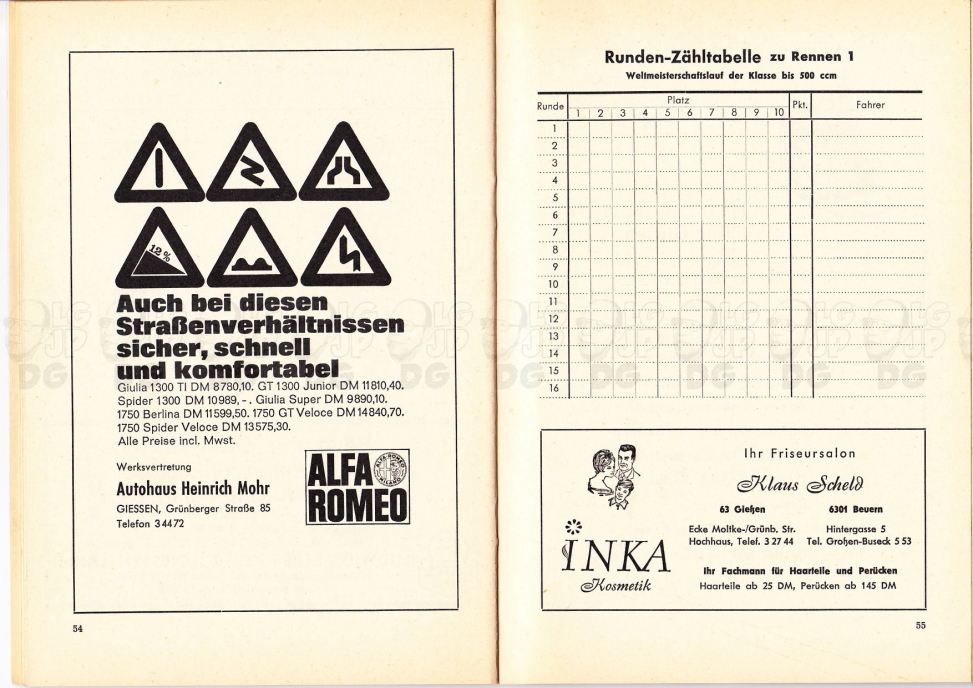 12%
Auch bei diesen
Straßenverhältnissen
sicher, schnell
und komfortabel
Giulia 1300 TI DM 8780,10. GT 1300 Junior DM 11810,40.
Spider 1300 DM 10989,-. Giulia Super DM 9890,10.
1750 Berlina DM 11599,50. 1750 GT Veloce DM 14840,70.
1750 Spider Veloce DM 13575,30.
Alle Preise incl. Mwst.
Werksvertretung
Autohaus Heinrich Mohr
GIESSEN, Grünberger Straße 85
Telefon 34472
ALFA-ROMEO
MILANO
ALFA
ROMEO
54
Runden-Zähltabelle zu Rennen 1
Weltmeisterschaftslauf der Klasse bis 500 ccm
Runde Platz Pkt. Fahrer
1 2 3 4 5 6 7 8 9 10
1
2
3
4
5
6
7
8
9
10
11
12
13
14
15
16
Ihr Friseursalon
Klaus Scheld
63 Gießen 6301 Beuern
Ecke Moltke-/Grünb. Str. Hintergasse 5
Hochhaus, Telef. 3 27 44 Tel. Großen-Buseck 5 53
INKA
Kosmetik
Ihr Fachmann für Haarteile und Perücken
Haarteile ab 25 DM, Perücken ab 145 DM
55
LG
JP
DG